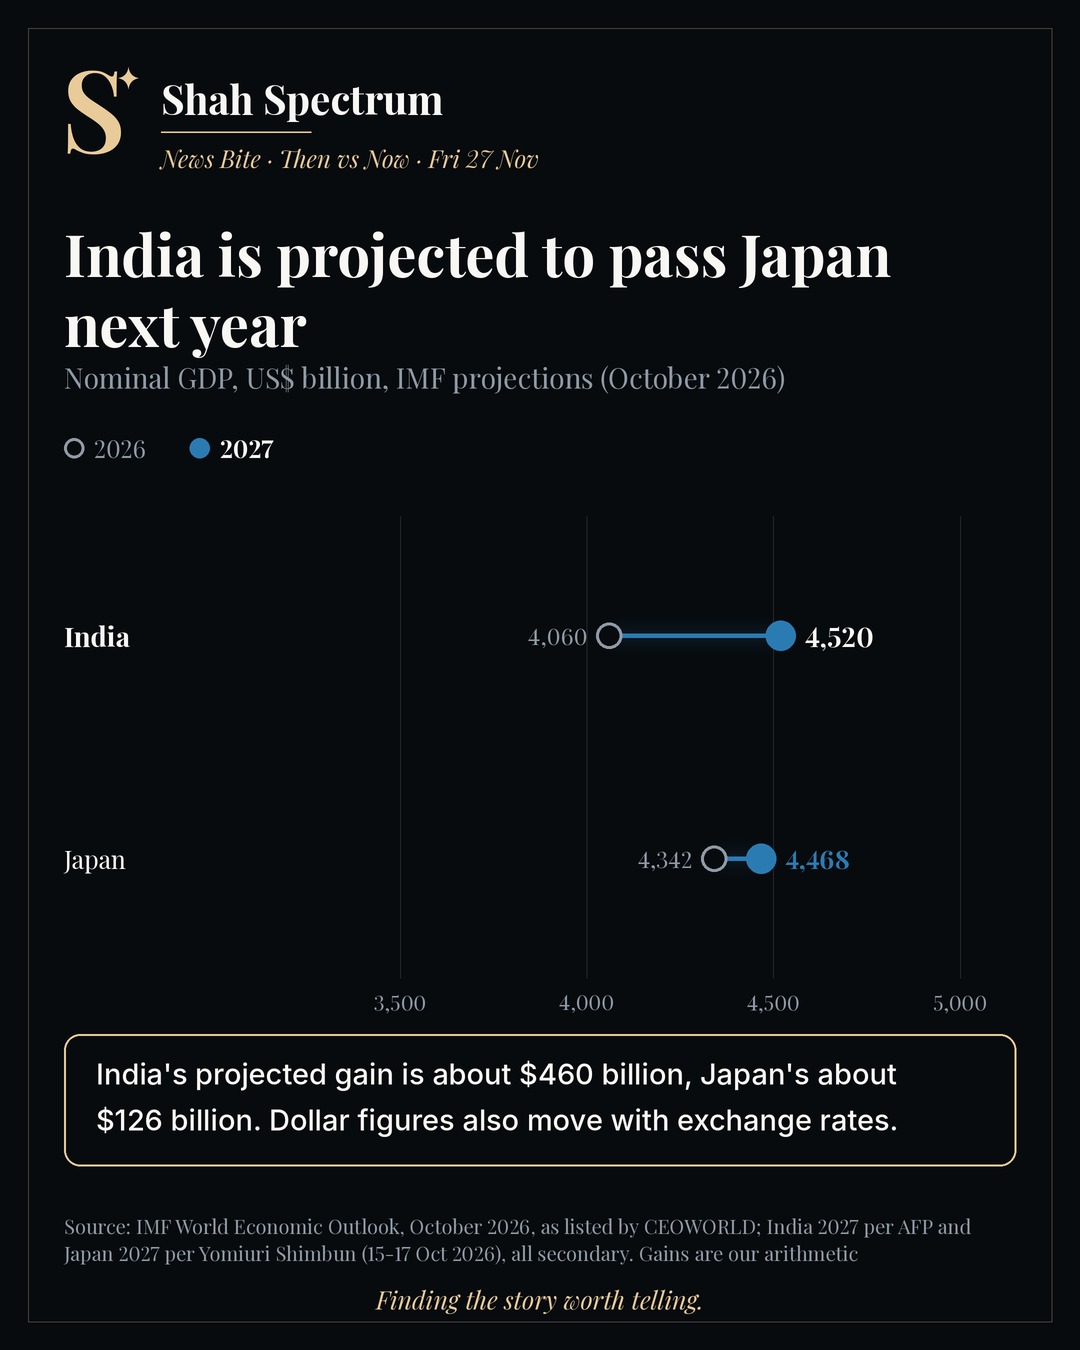 S
Shah Spectrum
News Bite · Then vs Now · Fri 27 Nov
India is projected to pass Japan
next year
Nominal GDP, US$ billion, IMF projections (October 2026)
2026 2027
India 4,060 4,520
Japan 4,342 4,468
3,500 4,000 4,500 5,000
India's projected gain is about $460 billion, Japan's about
$126 billion. Dollar figures also move with exchange rates.
Source: IMF World Economic Outlook, October 2026, as listed by CEOWORLD; India 2027 per AFP and
Japan 2027 per Yomiuri Shimbun (15-17 Oct 2026), all secondary. Gains are our arithmetic
Finding the story worth telling.